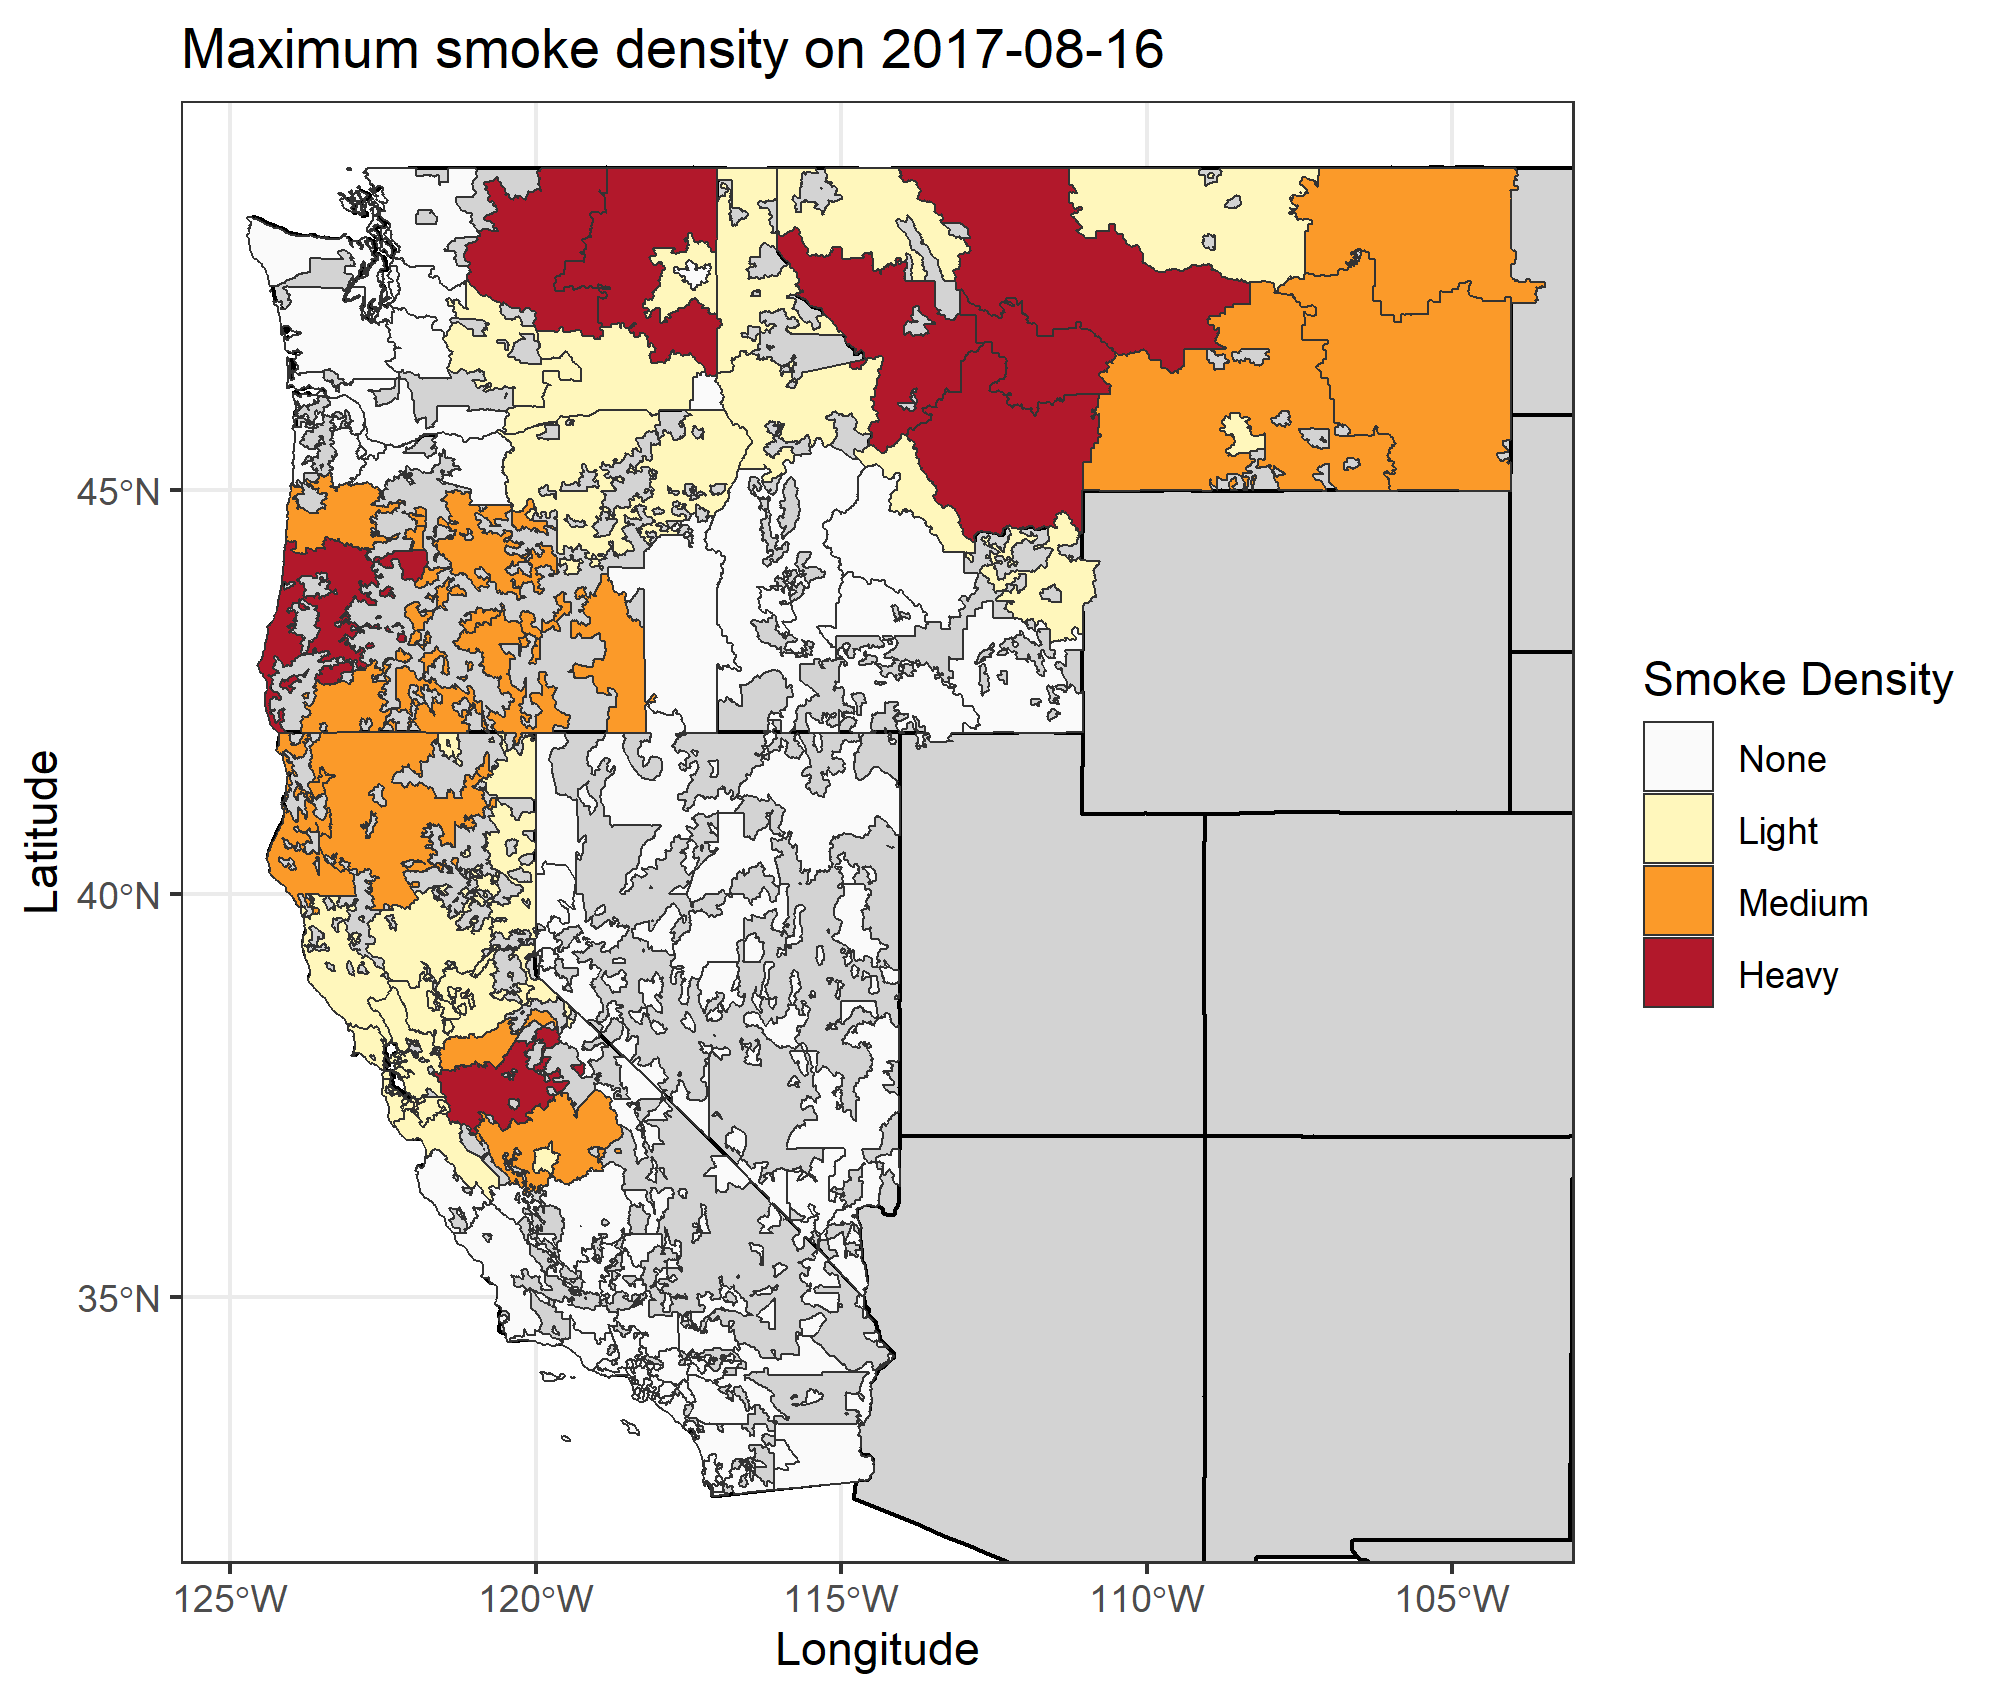 Maximum smoke density on 2017-08-16
Latitude
45°N
40°N
35°N
125°W
120°W
115°W
110°W
105°W
Longitude
Smoke Density
None
Light
Medium
Heavy